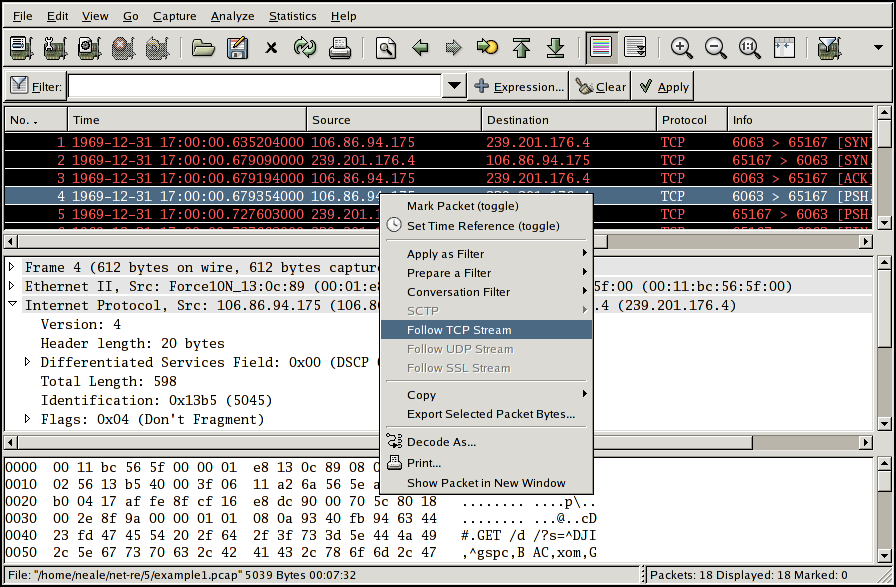 File Edit View Go Capture Analyze Statistics Help
Filter: Expression... Clear Apply
No. . Time Source Destination Protocol Info
1 1969-12-31 17:00:00.635204000 106.86.94.175 239.201.176.4 TCP 6063 > 65167 [SYN
2 1969-12-31 17:00:00.679090000 239.201.176.4 106.86.94.175 TCP 65167 > 6063 [SYN,
3 1969-12-31 17:00:00.679194000 106.86.94.175 239.201.176.4 TCP 6063 > 65167 [ACK]
4 1969-12-31 17:00:00.679354000 106.86.94.175 239.201.176.4 TCP 6063 > 65167 [PSH,
5 1969-12-31 17:00:00.727603000 239.201.1 TCP 65167 > 6063 [PSH,
Mark Packet (toggle)
Set Time Reference (toggle)
Apply as Filter
Prepare a Filter
Conversation Filter
SCTP
Follow TCP Stream
Follow UDP Stream
Follow SSL Stream
Copy
Export Selected Packet Bytes...
Decode As...
Print...
Show Packet in New Window
Frame 4 (612 bytes on wire, 612 bytes capture
Ethernet II, Src: Force10N_13:0c:89 (00:01:e8 5f:00 (00:11:bc:56:5f:00)
Internet Protocol, Src: 106.86.94.175 (106.86 .4 (239.201.176.4)
Version: 4
Header length: 20 bytes
Differentiated Services Field: 0x00 (DSCP
Total Length: 598
Identification: 0x13b5 (5045)
Flags: 0x04 (Don't Fragment)
0000 00 11 bc 56 5f 00 00 01 e8 13 0c 89 08 0
0010 02 56 13 b5 40 00 3f 06 11 a2 6a 56 5e a
0020 b0 04 17 af fe 8f cf 16 e8 dc 90 00 70 5c 80 18 ........ ....p\..
0030 00 2e 8f 9a 00 00 01 01 08 0a 93 40 fb 94 63 44 ........ ...@..cD
0040 23 fd 47 45 54 20 2f 64 2f 3f 73 3d 5e 44 4a 49 #.GET /d /?s=^DJI
0050 2c 5e 67 73 70 63 2c 42 41 43 2c 78 6f 6d 2c 47 ,^gspc,B AC,xom,G
File: "/home/neale/net-re/5/example1.pcap" 5039 Bytes 00:07:32 Packets: 18 Displayed: 18 Marked: 0